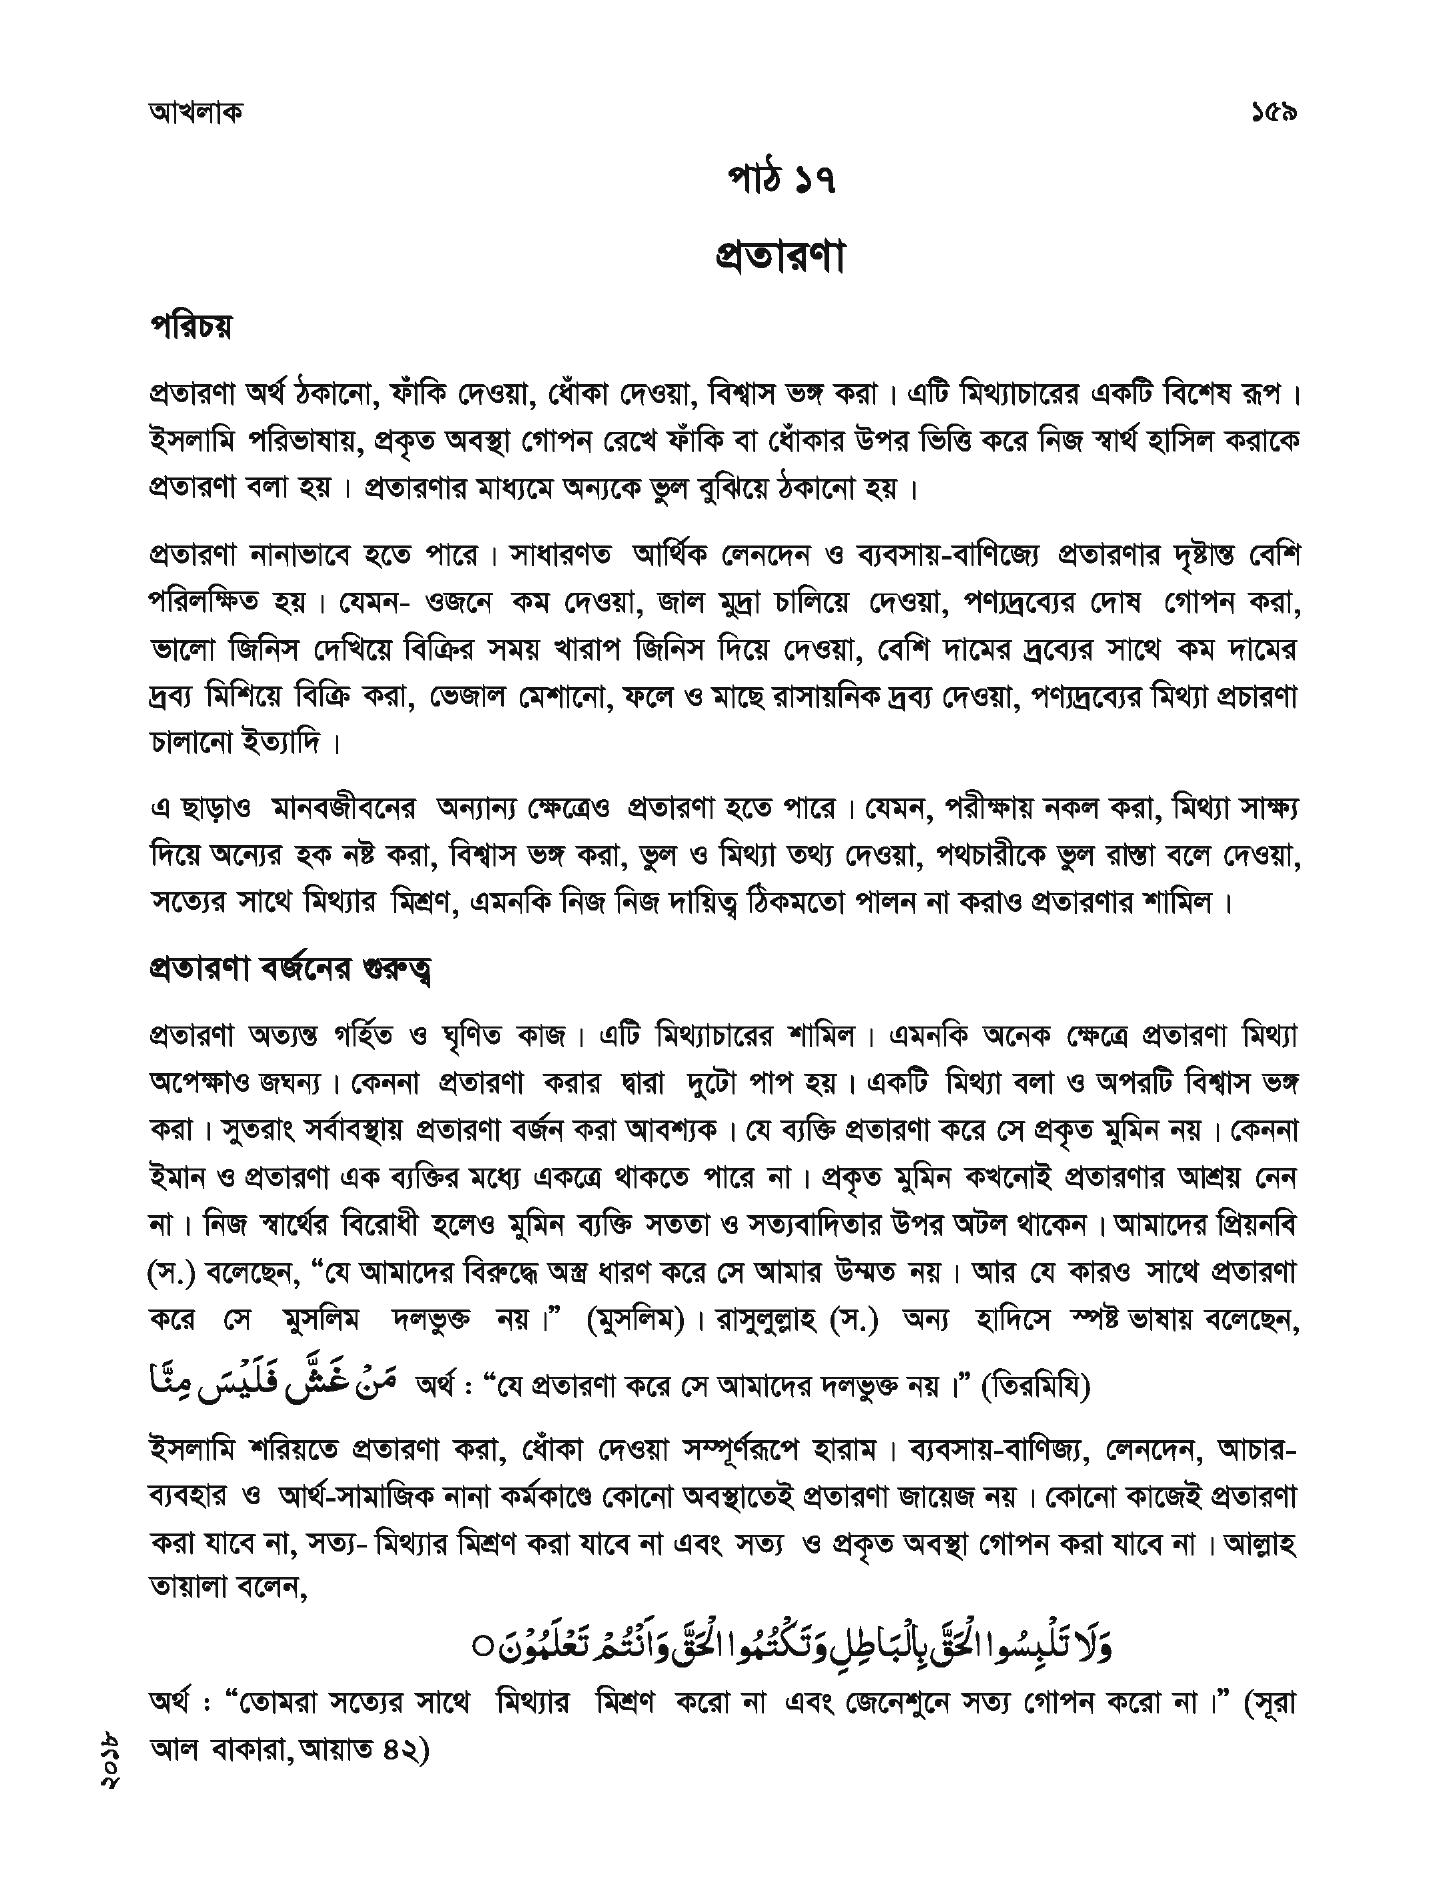 আখলাক ১৫৯
পাঠ ১৭
প্রতারণা
পরিচয়
প্রতারণা অর্থ ঠকানো, ফাঁকি দেওয়া, ধোঁকা দেওয়া, বিশ্বাস ভঙ্গ করা। এটি মিথ্যাচারের একটি বিশেষ রূপ।
ইসলামি পরিভাষায়, প্রকৃত অবস্থা গোপন রেখে ফাঁকি বা ধোঁকার উপর ভিত্তি করে নিজ স্বার্থ হাসিল করাকে
প্রতারণা বলা হয়। প্রতারণার মাধ্যমে অন্যকে ভুল বুঝিয়ে ঠকানো হয়।
প্রতারণা নানাভাবে হতে পারে। সাধারণত আর্থিক লেনদেন ও ব্যবসায়-বাণিজ্যে প্রতারণার দৃষ্টান্ত বেশি
পরিলক্ষিত হয়। যেমন- ওজনে কম দেওয়া, জাল মুদ্রা চালিয়ে দেওয়া, পণ্যদ্রব্যের দোষ গোপন করা,
ভালো জিনিস দেখিয়ে বিক্রির সময় খারাপ জিনিস দিয়ে দেওয়া, বেশি দামের দ্রব্যের সাথে কম দামের
দ্রব্য মিশিয়ে বিক্রি করা, ভেজাল মেশানো, ফলে ও মাছে রাসায়নিক দ্রব্য দেওয়া, পণ্যদ্রব্যের মিথ্যা প্রচারণা
চালানো ইত্যাদি।
এ ছাড়াও মানবজীবনের অন্যান্য ক্ষেত্রেও প্রতারণা হতে পারে। যেমন, পরীক্ষায় নকল করা, মিথ্যা সাক্ষ্য
দিয়ে অন্যের হক নষ্ট করা, বিশ্বাস ভঙ্গ করা, ভুল ও মিথ্যা তথ্য দেওয়া, পথচারীকে ভুল রাস্তা বলে দেওয়া,
সত্যের সাথে মিথ্যার মিশ্রণ, এমনকি নিজ নিজ দায়িত্ব ঠিকমতো পালন না করাও প্রতারণার শামিল।
প্রতারণা বর্জনের গুরুত্ব
প্রতারণা অত্যন্ত গর্হিত ও ঘৃণিত কাজ। এটি মিথ্যাচারের শামিল। এমনকি অনেক ক্ষেত্রে প্রতারণা মিথ্যা
অপেক্ষাও জঘন্য। কেননা প্রতারণা করার দ্বারা দুটো পাপ হয়। একটি মিথ্যা বলা ও অপরটি বিশ্বাস ভঙ্গ
করা। সুতরাং সর্বাবস্থায় প্রতারণা বর্জন করা আবশ্যক। যে ব্যক্তি প্রতারণা করে সে প্রকৃত মুমিন নয়। কেননা
ইমান ও প্রতারণা এক ব্যক্তির মধ্যে একত্রে থাকতে পারে না। প্রকৃত মুমিন কখনোই প্রতারণার আশ্রয় নেন
না। নিজ স্বার্থের বিরোধী হলেও মুমিন ব্যক্তি সততা ও সত্যবাদিতার উপর অটল থাকেন। আমাদের প্রিয়নবি
(স.) বলেছেন, “যে আমাদের বিরুদ্ধে অস্ত্র ধারণ করে সে আমার উম্মত নয়। আর যে কারও সাথে প্রতারণা
করে সে মুসলিম দলভুক্ত নয়।” (মুসলিম)। রাসুলুল্লাহ (স.) অন্য হাদিসে স্পষ্ট ভাষায় বলেছেন,
مَنْ غَشَّ فَلَيْسَ مِنَّا অর্থ : “যে প্রতারণা করে সে আমাদের দলভুক্ত নয়।” (তিরমিযি)
ইসলামি শরিয়তে প্রতারণা করা, ধোঁকা দেওয়া সম্পূর্ণরূপে হারাম। ব্যবসায়-বাণিজ্য, লেনদেন, আচার-
ব্যবহার ও আর্থ-সামাজিক নানা কর্মকাণ্ডে কোনো অবস্থাতেই প্রতারণা জায়েজ নয়। কোনো কাজেই প্রতারণা
করা যাবে না, সত্য- মিথ্যার মিশ্রণ করা যাবে না এবং সত্য ও প্রকৃত অবস্থা গোপন করা যাবে না। আল্লাহ
তায়ালা বলেন,
وَلَا تَلْبِسُوا الْحَقَّ بِالْبَاطِلِ وَتَكْتُمُوا الْحَقَّ وَاَنْتُمْ تَعْلَمُوْنَ ○
অর্থ : “তোমরা সত্যের সাথে মিথ্যার মিশ্রণ করো না এবং জেনেশুনে সত্য গোপন করো না।” (সূরা
আল বাকারা, আয়াত ৪২)
২০১৮